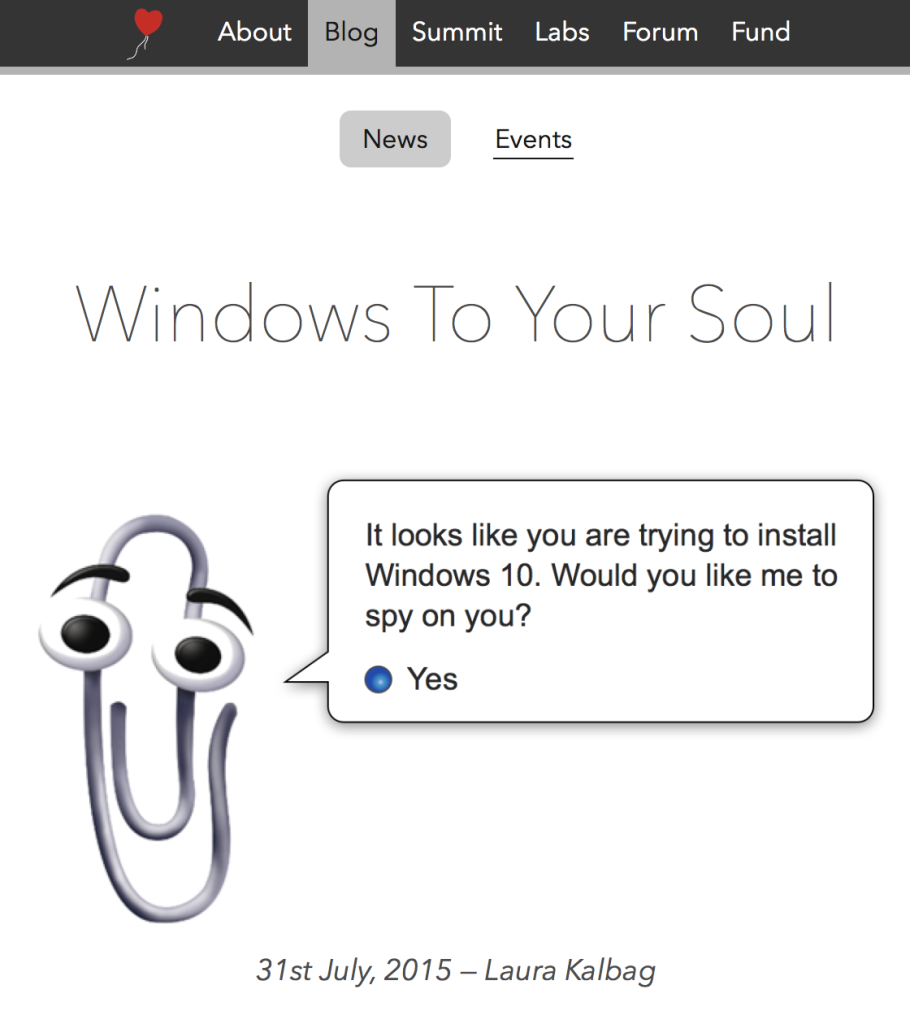 About Blog Summit Labs Forum Fund
News Events
Windows To Your Soul
It looks like you are trying to install
Windows 10. Would you like me to
spy on you?
Yes
31st July, 2015 – Laura Kalbag